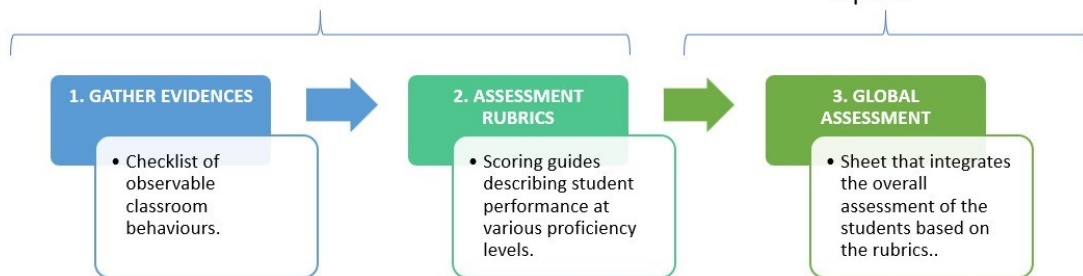 1. GATHER EVIDENCES
• Checklist of
observable
classroom
behaviours.
2. ASSESSMENT
RUBRICS
• Scoring guides
describing student
performance at
various proficiency
levels.
3. GLOBAL
ASSESSMENT
• Sheet that integrates
the overall
assessment of the
students based on
the rubrics..